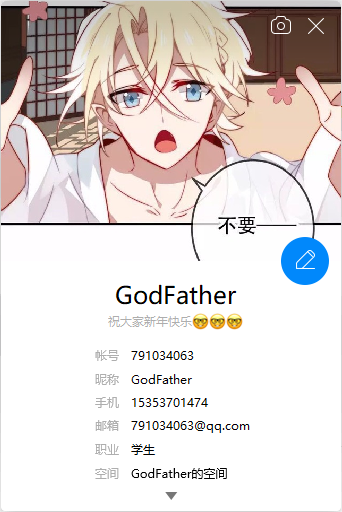 不要——
GodFather
祝大家新年快乐🤓🤓🤓
帐号 791034063
昵称 GodFather
手机 15353701474
邮箱 791034063@qq.com
职业 学生
空间 GodFather的空间